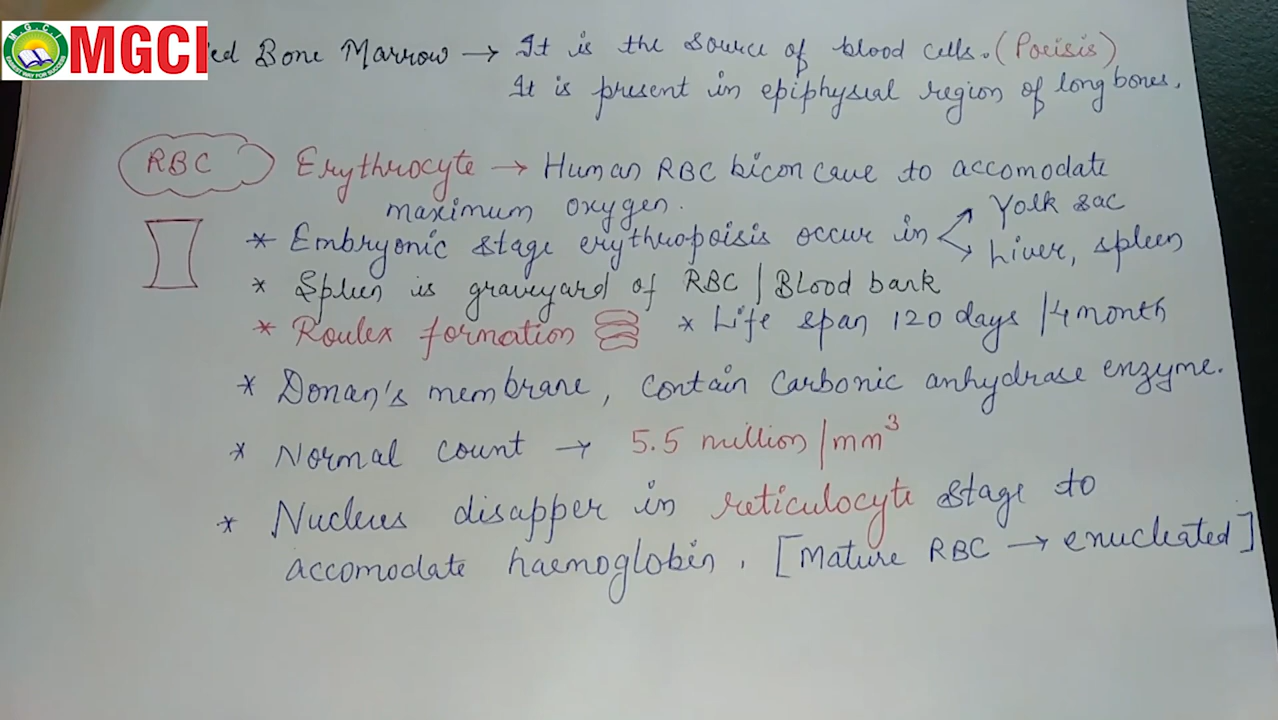 M.G.C.I.
MGCI
ed Bone Marrow → It is the source of blood cells. (Poeisis)
It is present in epiphyseal region of long bones.
RBC Erythrocyte → Human RBC biconcave to accomodate
maximum oxygen.
* Embryonic stage erythropoisis occur in Yolk sac
Liver, spleen
* Spleen is graveyard of RBC | Blood bank
* Roulex formation * Life span 120 days /4 month
* Donan's membrane, contain Carbonic anhydrase enzyme.
* Normal count → 5.5 million/mm³
* Nucleus disapper in reticulocyte stage to
accomodate haemoglobin. [Mature RBC → enucleated]